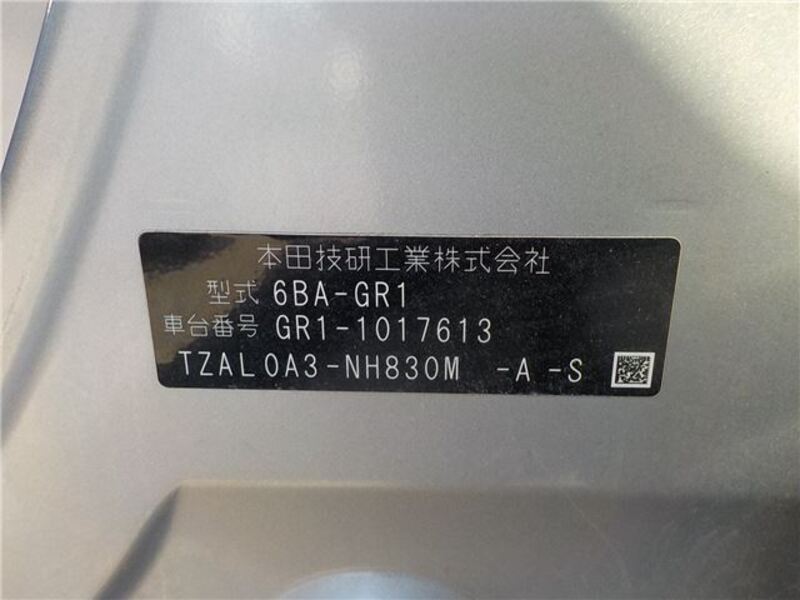 本田技研工業株式会社
型式 6BA-GR1
車台番号 GR1-1017613
TZAL0A3-NH830M -A -S